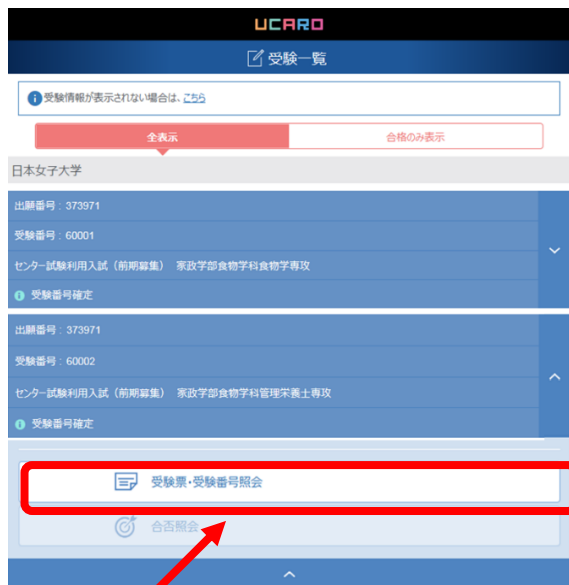 UCARO
受験一覧
受験情報が表示されない場合は、こちら
全表示
合格のみ表示
日本女子大学
出願番号：373971
受験番号：60001
センター試験利用入試（前期募集） 家政学部食物学科食物学専攻
受験番号確定
出願番号：373971
受験番号：60002
センター試験利用入試（前期募集） 家政学部食物学科管理栄養士専攻
受験番号確定
受験票・受験番号照会
合否照会